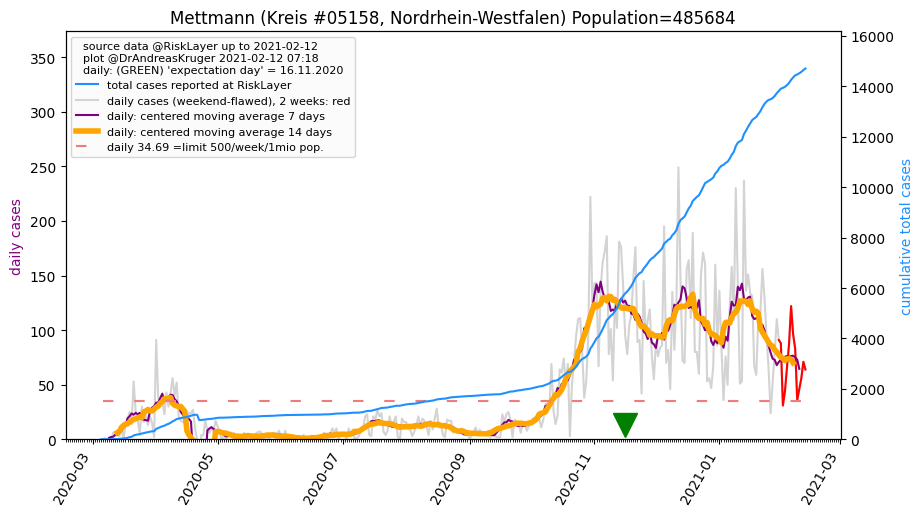 Mettmann (Kreis #05158, Nordrhein-Westfalen) Population=485684
source data @RiskLayer up to 2021-02-12
plot @DrAndreasKruger 2021-02-12 07:18
daily: (GREEN) 'expectation day' = 16.11.2020
total cases reported at RiskLayer
daily cases (weekend-flawed), 2 weeks: red
daily: centered moving average 7 days
daily: centered moving average 14 days
daily 34.69 =limit 500/week/1mio pop.
daily cases
350
300
250
200
150
100
50
0
cumulative total cases
16000
14000
12000
10000
8000
6000
4000
2000
0
2020-03
2020-05
2020-07
2020-09
2020-11
2021-01
2021-03